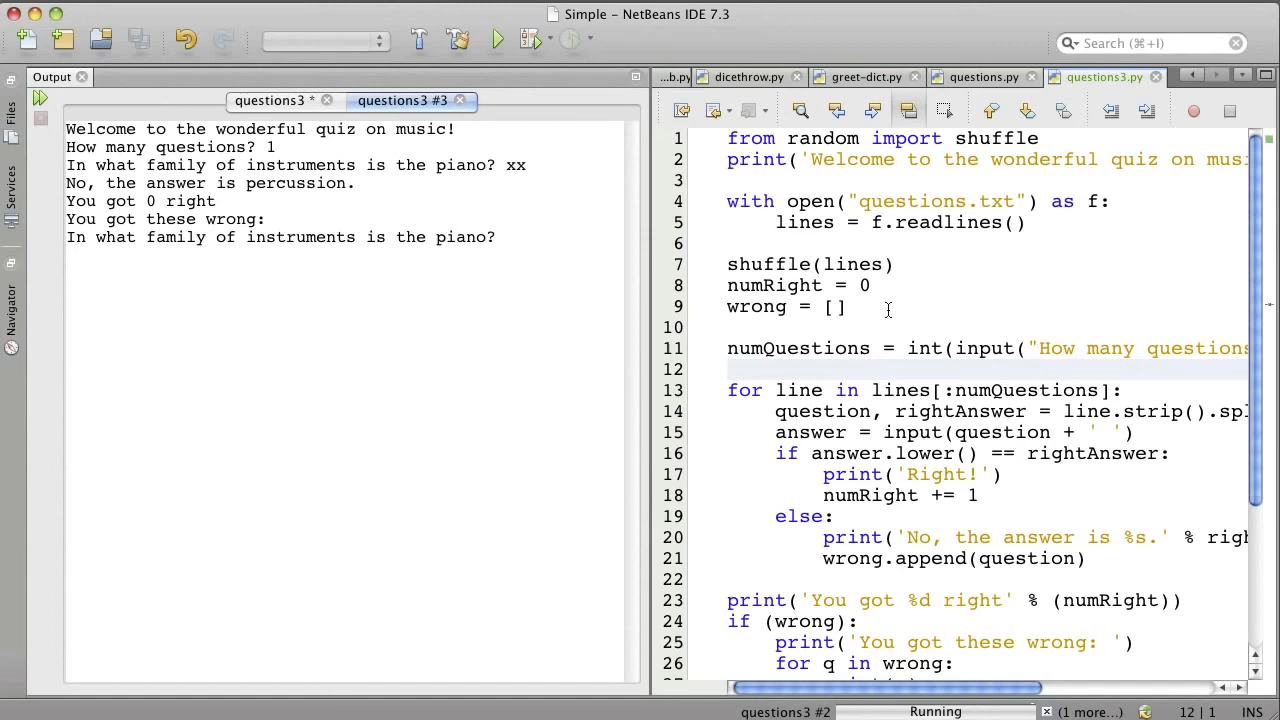 Simple - NetBeans IDE 7.3
Search (⌘+I)
Output
...b.py
dicethrow.py
greet-dict.py
questions.py
questions3.py
questions3 *
questions3 #3
Files
Services
Navigator
Welcome to the wonderful quiz on music!
How many questions? 1
In what family of instruments is the piano? xx
No, the answer is percussion.
You got 0 right
You got these wrong:
In what family of instruments is the piano?
1 from random import shuffle
2 print('Welcome to the wonderful quiz on musi
3
4 with open("questions.txt") as f:
5 lines = f.readlines()
6
7 shuffle(lines)
8 numRight = 0
9 wrong = []
10
11 numQuestions = int(input("How many questions
12
13 for line in lines[:numQuestions]:
14 question, rightAnswer = line.strip().spl
15 answer = input(question + ' ')
16 if answer.lower() == rightAnswer:
17 print('Right!')
18 numRight += 1
19 else:
20 print('No, the answer is %s.' % righ
21 wrong.append(question)
22
23 print('You got %d right' % (numRight))
24 if (wrong):
25 print('You got these wrong: ')
26 for q in wrong:
questions3 #2
Running
(1 more...)
12 | 1
INS